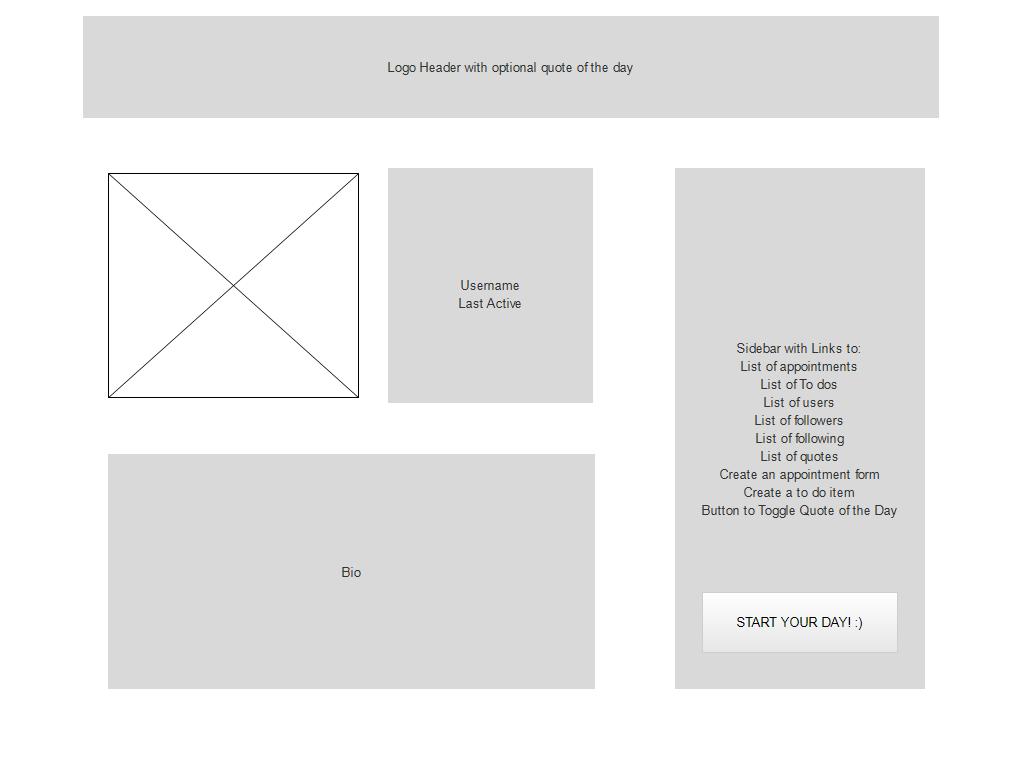 Logo Header with optional quote of the day
Username
Last Active
Sidebar with Links to:
List of appointments
List of To dos
List of users
List of followers
List of following
List of quotes
Create an appointment form
Create a to do item
Button to Toggle Quote of the Day
Bio
START YOUR DAY! :)